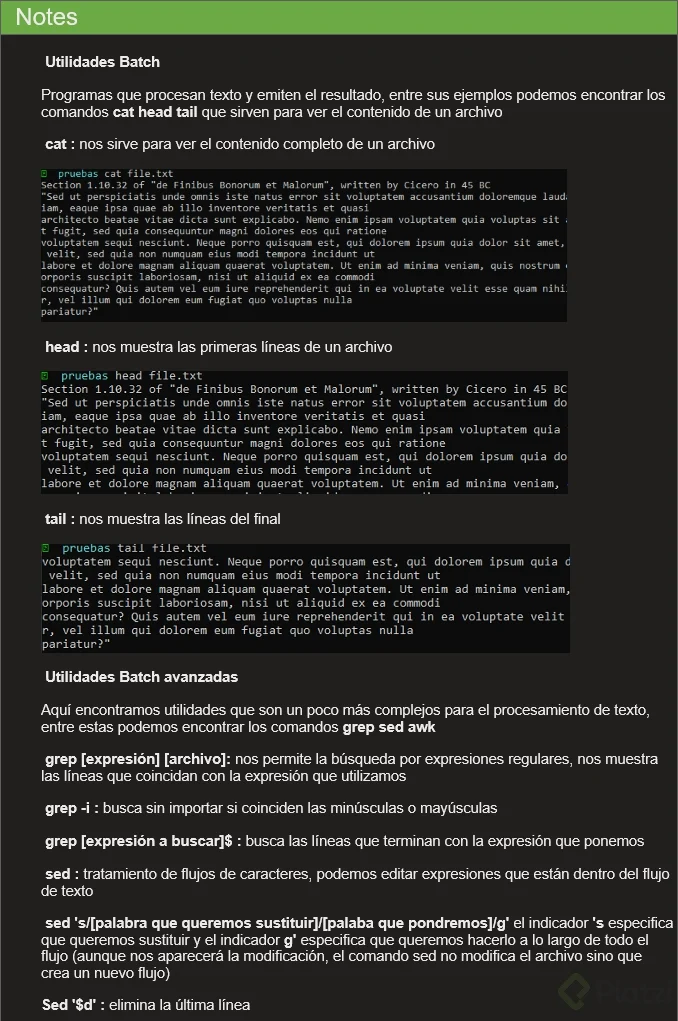 Notes
Utilidades Batch
Programas que procesan texto y emiten el resultado, entre sus ejemplos podemos encontrar los
comandos cat head tail que sirven para ver el contenido de un archivo
cat : nos sirve para ver el contenido completo de un archivo
pruebas cat file.txt
Section 1.10.32 of "de Finibus Bonorum et Malorum", written by Cicero in 45 BC
"Sed ut perspiciatis unde omnis iste natus error sit voluptatem accusantium doloremque lauda
iam, eaque ipsa quae ab illo inventore veritatis et quasi
architecto beatae vitae dicta sunt explicabo. Nemo enim ipsam voluptatem quia voluptas sit
t fugit, sed quia consequuntur magni dolores eos qui ratione
voluptatem sequi nesciunt. Neque porro quisquam est, qui dolorem ipsum quia dolor sit amet,
velit, sed quia non numquam eius modi tempora incidunt ut
labore et dolore magnam aliquam quaerat voluptatem. Ut enim ad minima veniam, quis nostrum
orporis suscipit laboriosam, nisi ut aliquid ex ea commodi
consequatur? Quis autem vel eum iure reprehenderit qui in ea voluptate velit esse quam nihi
r, vel illum qui dolorem eum fugiat quo voluptas nulla
pariatur?"
head : nos muestra las primeras líneas de un archivo
pruebas head file.txt
Section 1.10.32 of "de Finibus Bonorum et Malorum", written by Cicero in 45 BC
"Sed ut perspiciatis unde omnis iste natus error sit voluptatem accusantium do
iam, eaque ipsa quae ab illo inventore veritatis et quasi
architecto beatae vitae dicta sunt explicabo. Nemo enim ipsam voluptatem quia
t fugit, sed quia consequuntur magni dolores eos qui ratione
voluptatem sequi nesciunt. Neque porro quisquam est, qui dolorem ipsum quia do
velit, sed quia non numquam eius modi tempora incidunt ut
labore et dolore magnam aliquam quaerat voluptatem. Ut enim ad minima veniam,
tail : nos muestra las líneas del final
pruebas tail file.txt
voluptatem sequi nesciunt. Neque porro quisquam est, qui dolorem ipsum quia d
velit, sed quia non numquam eius modi tempora incidunt ut
labore et dolore magnam aliquam quaerat voluptatem. Ut enim ad minima veniam,
orporis suscipit laboriosam, nisi ut aliquid ex ea commodi
consequatur? Quis autem vel eum iure reprehenderit qui in ea voluptate velit
r, vel illum qui dolorem eum fugiat quo voluptas nulla
pariatur?"
Utilidades Batch avanzadas
Aquí encontramos utilidades que son un poco más complejos para el procesamiento de texto,
entre estas podemos encontrar los comandos grep sed awk
grep [expresión] [archivo]: nos permite la búsqueda por expresiones regulares, nos muestra
las líneas que coincidan con la expresión que utilizamos
grep -i : busca sin importar si coinciden las minúsculas o mayúsculas
grep [expresión a buscar]$ : busca las líneas que terminan con la expresión que ponemos
sed : tratamiento de flujos de caracteres, podemos editar expresiones que están dentro del flujo
de texto
sed 's/[palabra que queremos sustituir]/[palaba que pondremos]/g' el indicador 's especifica
que queremos sustituir y el indicador g' especifica que queremos hacerlo a lo largo de todo el
flujo (aunque nos aparecerá la modificación, el comando sed no modifica el archivo sino que
crea un nuevo flujo)
Sed '$d' : elimina la última línea